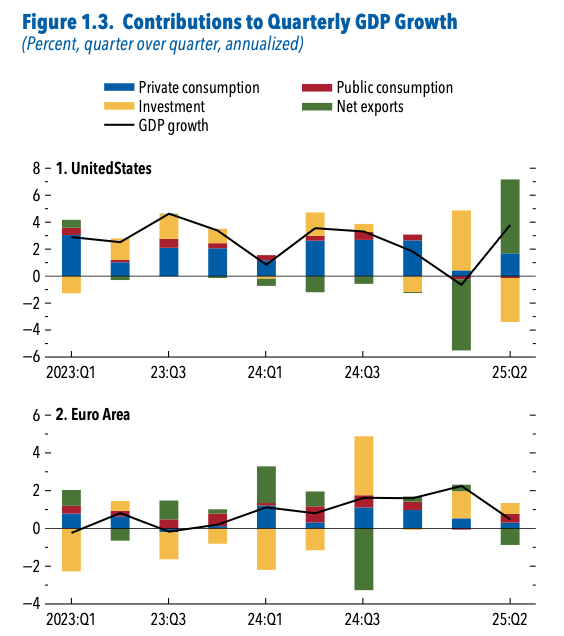 Figure 1.3. Contributions to Quarterly GDP Growth
(Percent, quarter over quarter, annualized)
Private consumption
Public consumption
Investment
Net exports
GDP growth
8
1. UnitedStates
6
4
2
0
−2
−4
−6
2023:Q1 23:Q3 24:Q1 24:Q3 25:Q2
6
2. Euro Area
4
2
0
−2
−4
2023:Q1 23:Q3 24:Q1 24:Q3 25:Q2